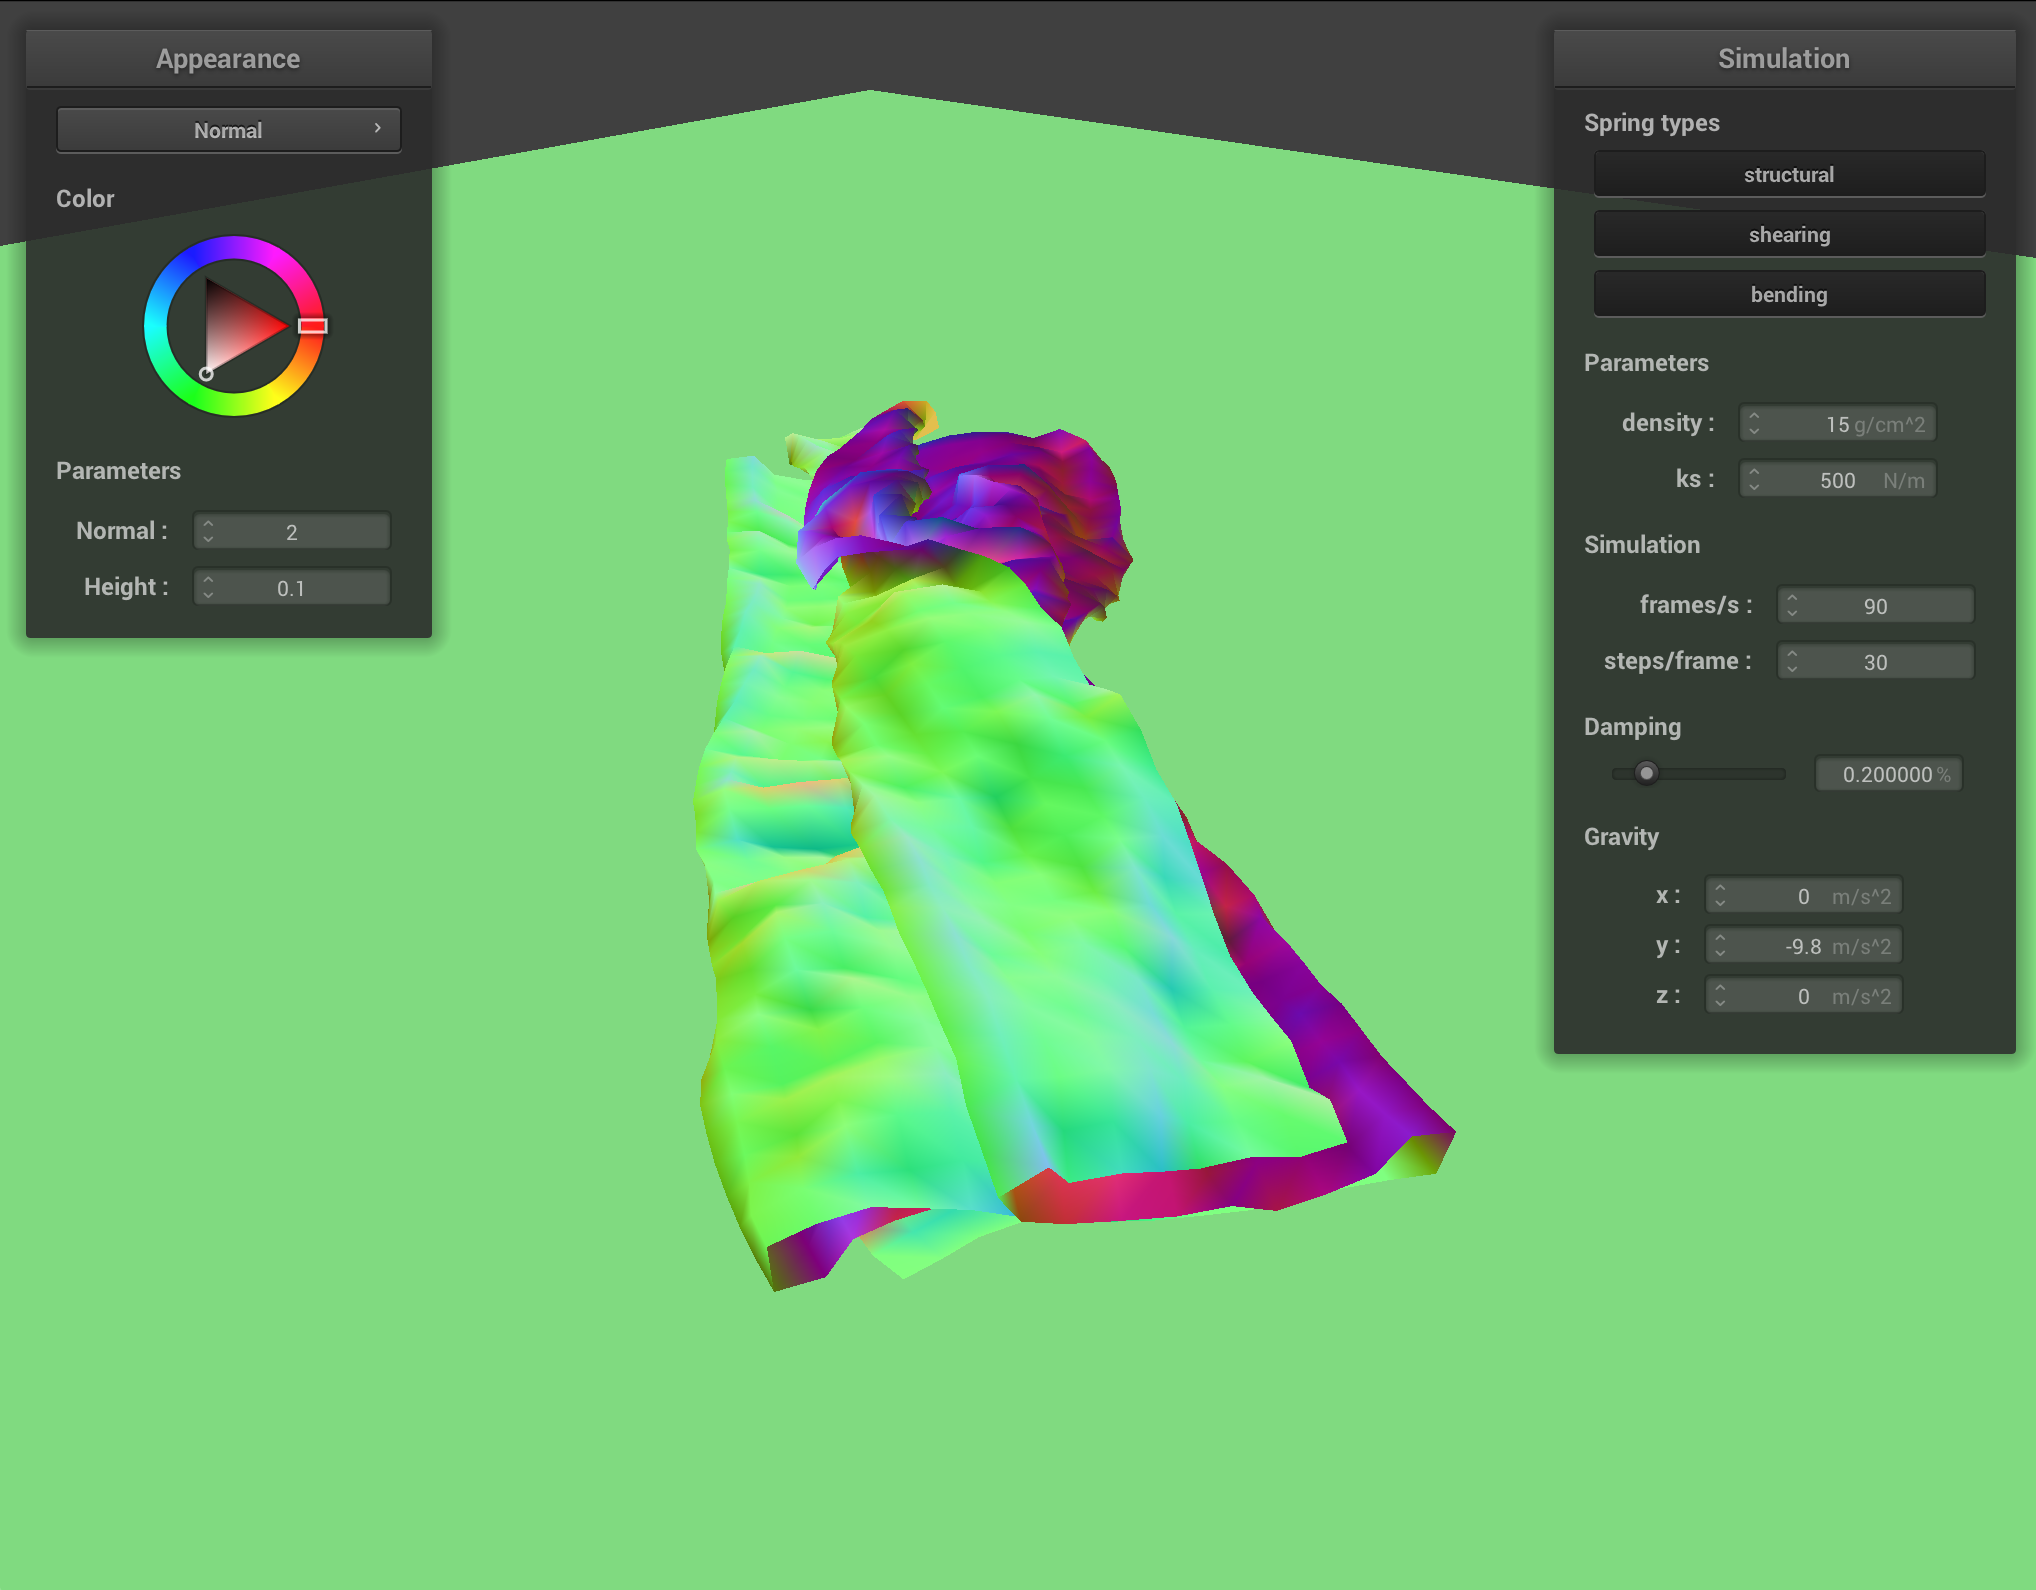 Appearance
Normal
Color
Parameters
Normal : 2
Height : 0.1
Simulation
Spring types
structural
shearing
bending
Parameters
density : 15 g/cm^2
ks : 500 N/m
Simulation
frames/s : 90
steps/frame : 30
Damping
0.200000 %
Gravity
x : 0 m/s^2
y : -9.8 m/s^2
z : 0 m/s^2